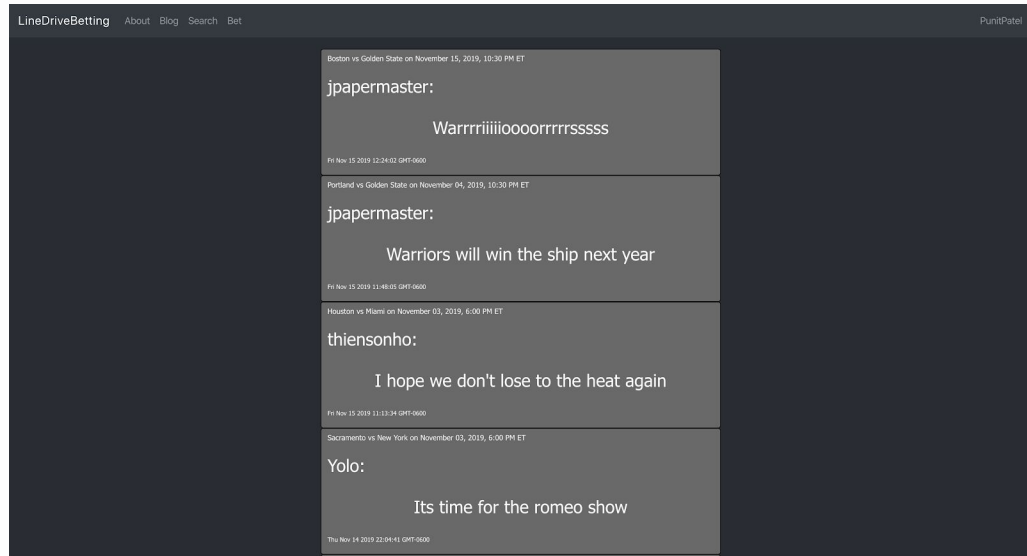 LineDriveBetting About Blog Search Bet PunitPatel
Boston vs Golden State on November 15, 2019, 10:30 PM ET
jpapermaster:
Warrrriiiiioooorrrrrsssss
Fri Nov 15 2019 12:24:02 GMT-0600
Portland vs Golden State on November 04, 2019, 10:30 PM ET
jpapermaster:
Warriors will win the ship next year
Fri Nov 15 2019 11:48:05 GMT-0600
Houston vs Miami on November 03, 2019, 6:00 PM ET
thiensonho:
I hope we don't lose to the heat again
Fri Nov 15 2019 11:13:34 GMT-0600
Sacramento vs New York on November 03, 2019, 6:00 PM ET
Yolo:
Its time for the romeo show
Thu Nov 14 2019 22:04:41 GMT-0600